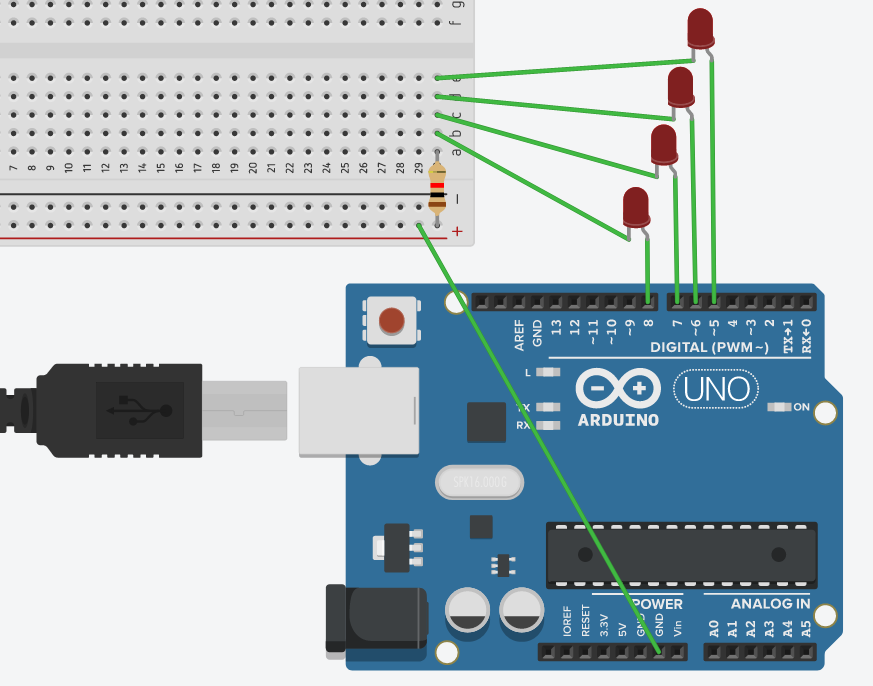 g
f
e
d
c
b
a
7 8 9 10 11 12 13 14 15 16 17 18 19 20 21 22 23 24 25 26 27 28 29
−
+
AREF GND 13 12 ~11 ~10 ~9 8 7 ~6 ~5 4 ~3 2 TX→1 RX←0
DIGITAL (PWM ~)
L
TX
RX
UNO
ON
ARDUINO
SPK16.000G
POWER
ANALOG IN
IOREF RESET 3.3V 5V GND GND Vin A0 A1 A2 A3 A4 A5